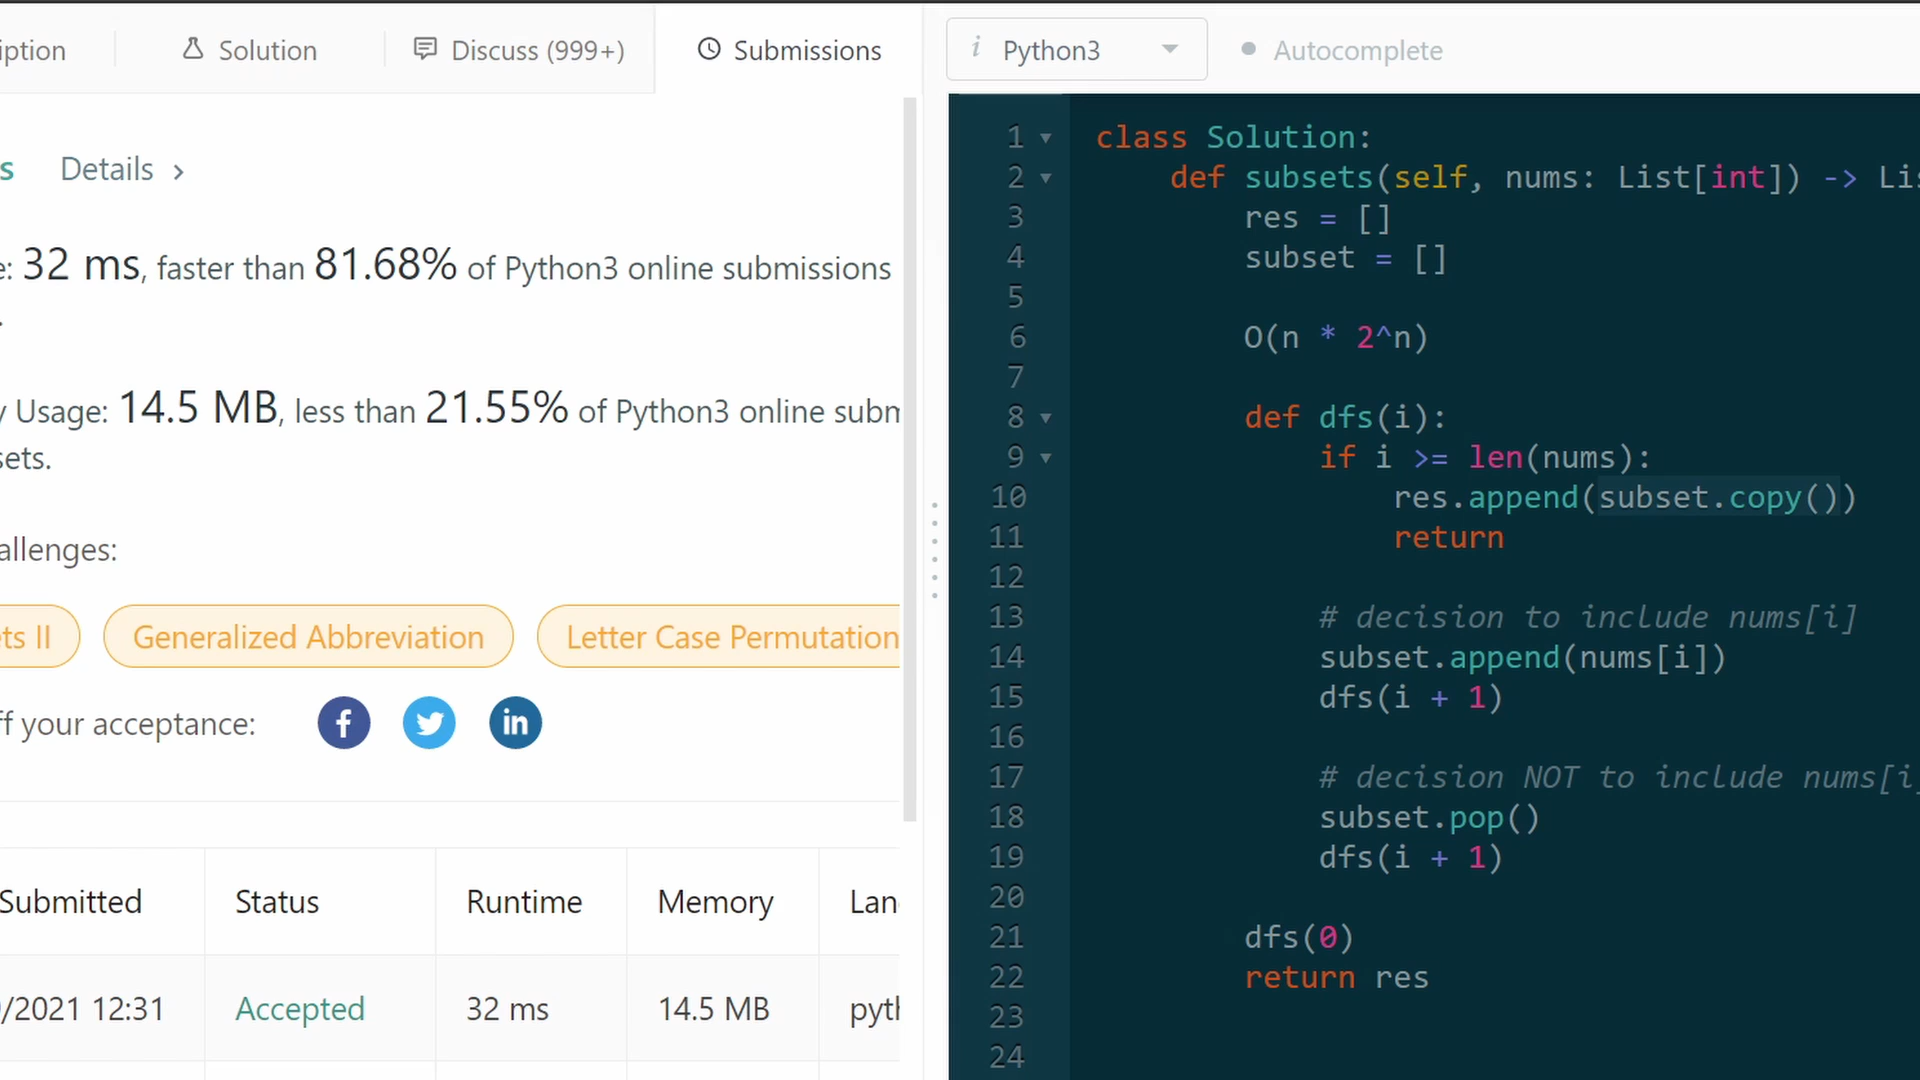 iption
Solution
Discuss (999+)
Submissions
i Python3
Autocomplete
s Details >
e: 32 ms, faster than 81.68% of Python3 online submissions
.
y Usage: 14.5 MB, less than 21.55% of Python3 online subm
sets.
allenges:
ts II
Generalized Abbreviation
Letter Case Permutation
ff your acceptance:
f
in
Submitted Status Runtime Memory Lan
/2021 12:31 Accepted 32 ms 14.5 MB pyth
1 class Solution:
2 def subsets(self, nums: List[int]) -> Lis
3 res = []
4 subset = []
5
6 O(n * 2^n)
7
8 def dfs(i):
9 if i >= len(nums):
10 res.append(subset.copy())
11 return
12
13 # decision to include nums[i]
14 subset.append(nums[i])
15 dfs(i + 1)
16
17 # decision NOT to include nums[i]
18 subset.pop()
19 dfs(i + 1)
20
21 dfs(0)
22 return res
23
24